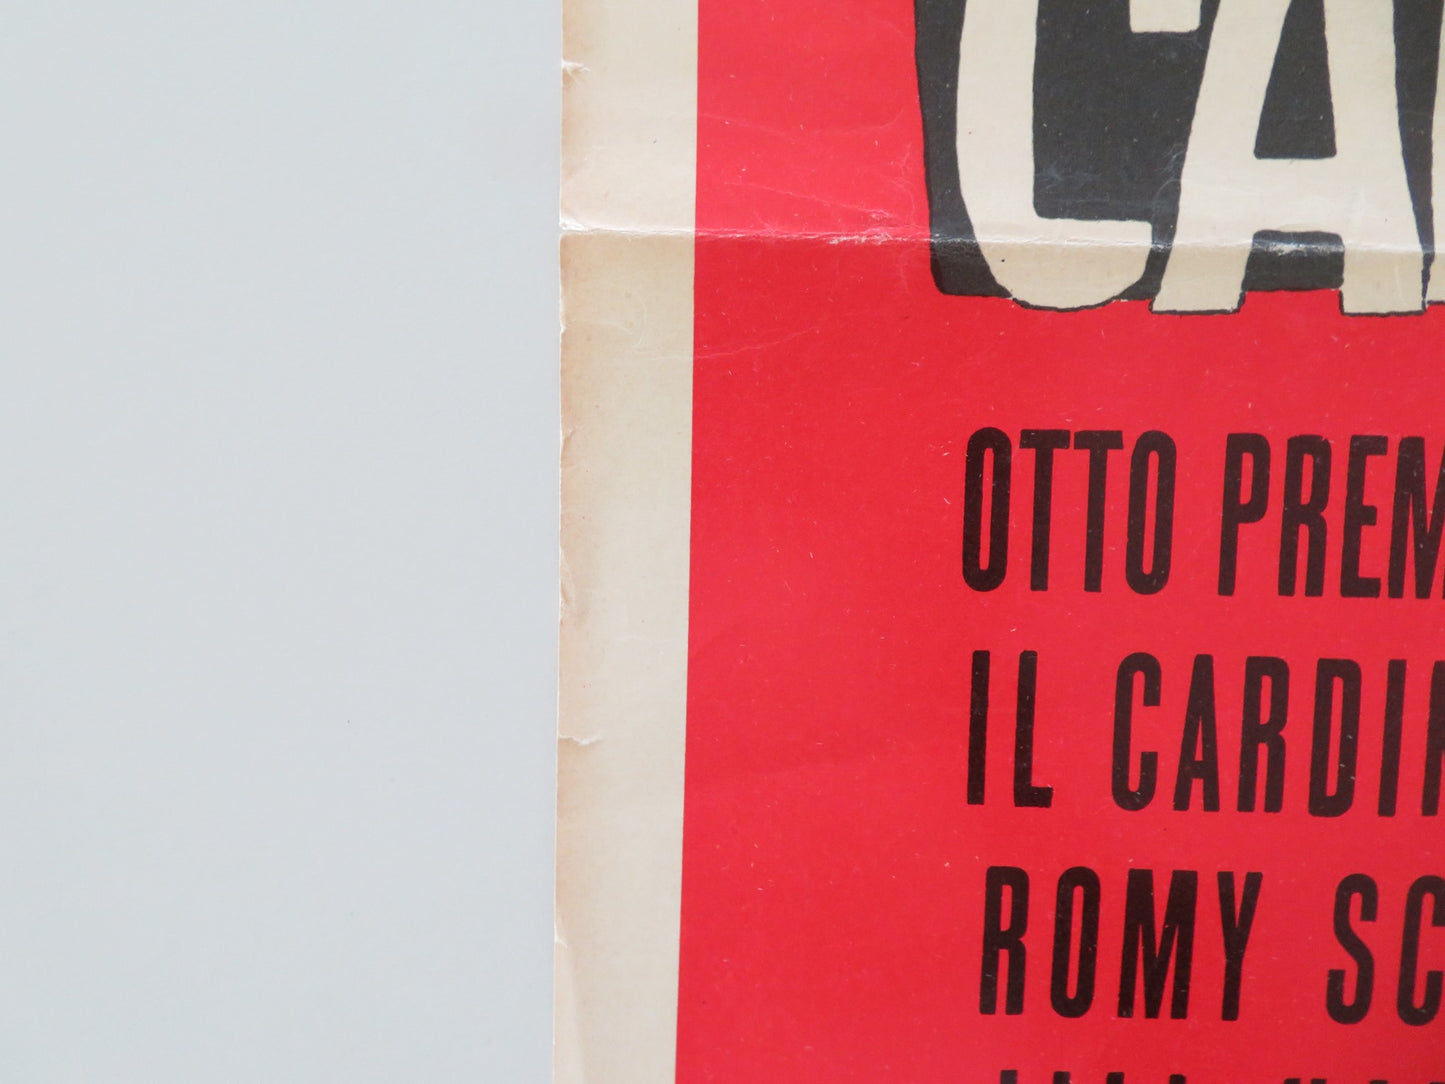 CA
OTTO PREM
IL CARDI
ROMY SC